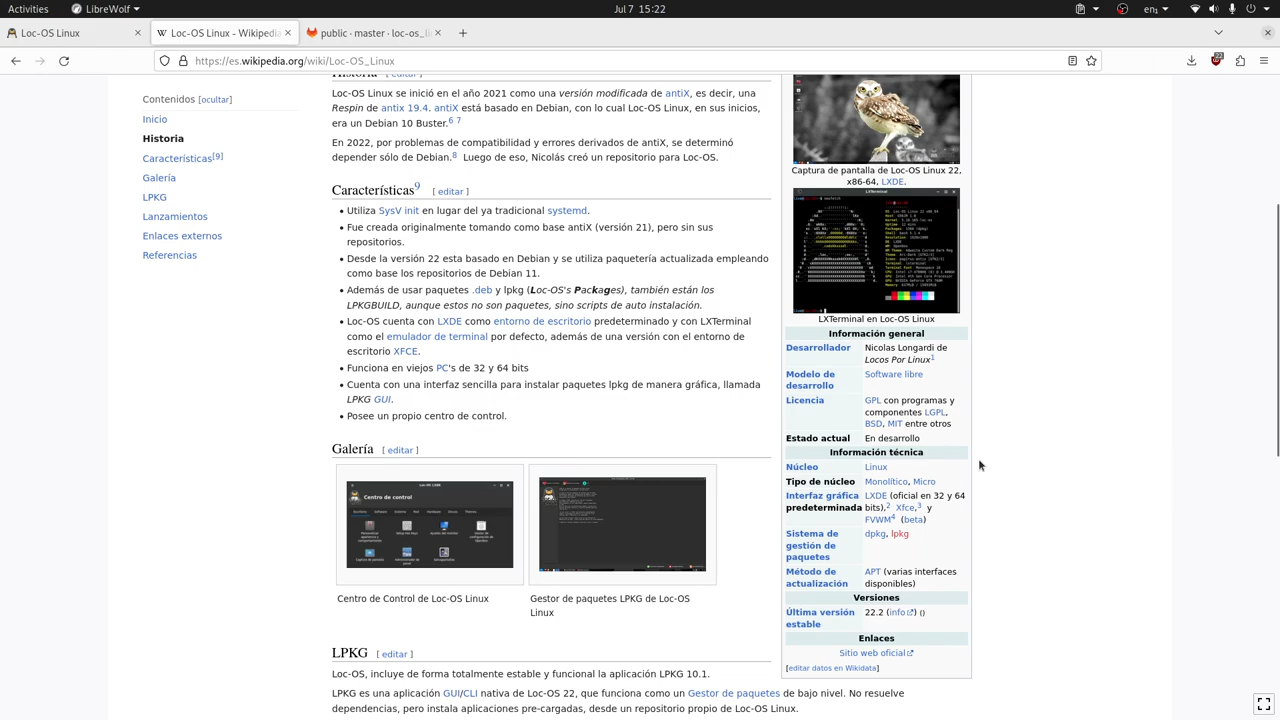 Activities
LibreWolf
Jul 7 15:22
en
Loc-OS Linux
Loc-OS Linux - Wikipedia
public · master · loc-os_li
https://es.wikipedia.org/wiki/Loc-OS_Linux
Contenidos [ocultar]
Inicio
Historia
Características[9]
Galería
LPKG
Lanzamientos
Enlaces externos
Referencias
Historia [ editar ]
Loc-OS Linux se inició en el año 2021 como una versión modificada de antiX, es decir, una
Respin de antix 19.4. antiX está basado en Debian, con lo cual Loc-OS Linux, en sus inicios,
era un Debian 10 Buster.6 7
En 2022, por problemas de compatibilidad y errores derivados de antiX, se determinó
depender sólo de Debian.8 Luego de eso, Nicolás creó un repositorio para Loc-OS.
Características9 [ editar ]
• Utiliza SysV init en lugar del ya tradicional systemd.
• Fue creada originalmente tomando como base antiX (versión 21), pero sin sus
repositorios.
• Desde la versión 22 se basa en Debian y se utiliza paquetería actualizada empleando
como base los repositorios de Debian 11.
• Además de usar paquetes .deb y .lpkg (Loc-OS's Packages). También están los
LPKGBUILD, aunque estos no son paquetes, sino scripts de automatización.
• Loc-OS cuenta con LXDE como entorno de escritorio predeterminado y con LXTerminal
como el emulador de terminal por defecto, además de una versión con el entorno de
escritorio XFCE.
• Funciona en viejos PC's de 32 y 64 bits
• Cuenta con una interfaz sencilla para instalar paquetes lpkg de manera gráfica, llamada
LPKG GUI.
• Posee un propio centro de control.
Galería [ editar ]
Centro de control
Centro de Control de Loc-OS Linux
Gestor de paquetes LPKG de Loc-OS
Linux
LPKG [ editar ]
Loc-OS, incluye de forma totalmente estable y funcional la aplicación LPKG 10.1.
LPKG es una aplicación GUI/CLI nativa de Loc-OS 22, que funciona como un Gestor de paquetes de bajo nivel. No resuelve
dependencias, pero instala aplicaciones pre-cargadas, desde un repositorio propio de Loc-OS Linux.
Captura de pantalla de Loc-OS Linux 22,
x86-64, LXDE.
LXTerminal
LXTerminal en Loc-OS Linux
Información general
Desarrollador Nicolas Longardi de
Locos Por Linux1
Modelo de desarrollo Software libre
Licencia GPL con programas y
componentes LGPL,
BSD, MIT entre otros
Estado actual En desarrollo
Información técnica
Núcleo Linux
Tipo de núcleo Monolítico, Micro
Interfaz gráfica predeterminada LXDE (oficial en 32 y 64
bits),2 Xfce,3 y
FVWM4 (beta)
Sistema de gestión de paquetes dpkg, lpkg
Método de actualización APT (varias interfaces
disponibles)
Versiones
Última versión estable 22.2 (info) ()
Enlaces
Sitio web oficial
[editar datos en Wikidata]